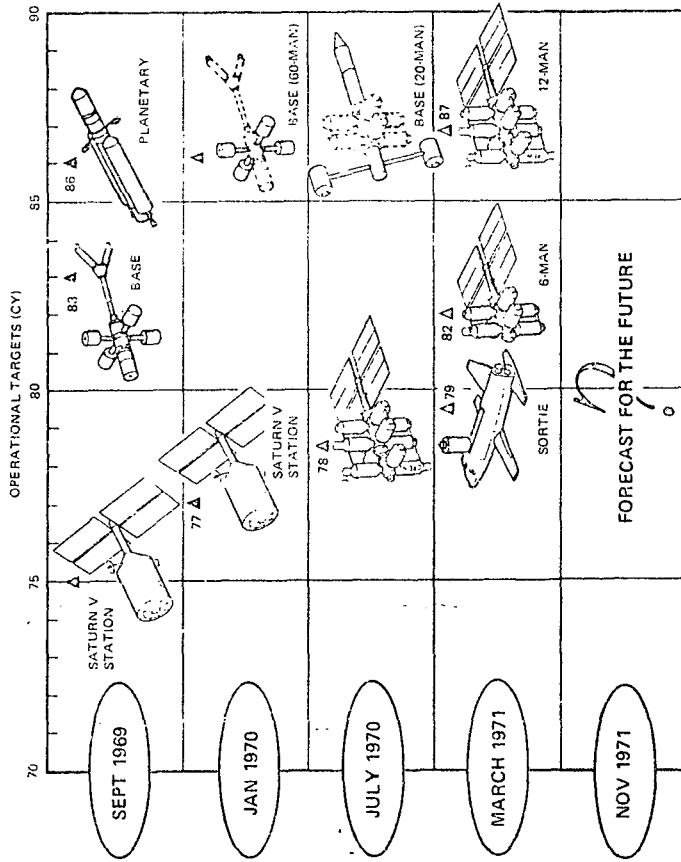 OPERATIONAL TARGETS (CY)
70
75
80
85
90
SEPT 1969
SATURN V
STATION
83
BASE
86
PLANETARY
JAN 1970
77
SATURN V
STATION
BASE (60-MAN)
JULY 1970
78
BASE (20-MAN)
MARCH 1971
79
SORTIE
82
6-MAN
87
12-MAN
NOV 1971
FORECAST FOR THE FUTURE
?